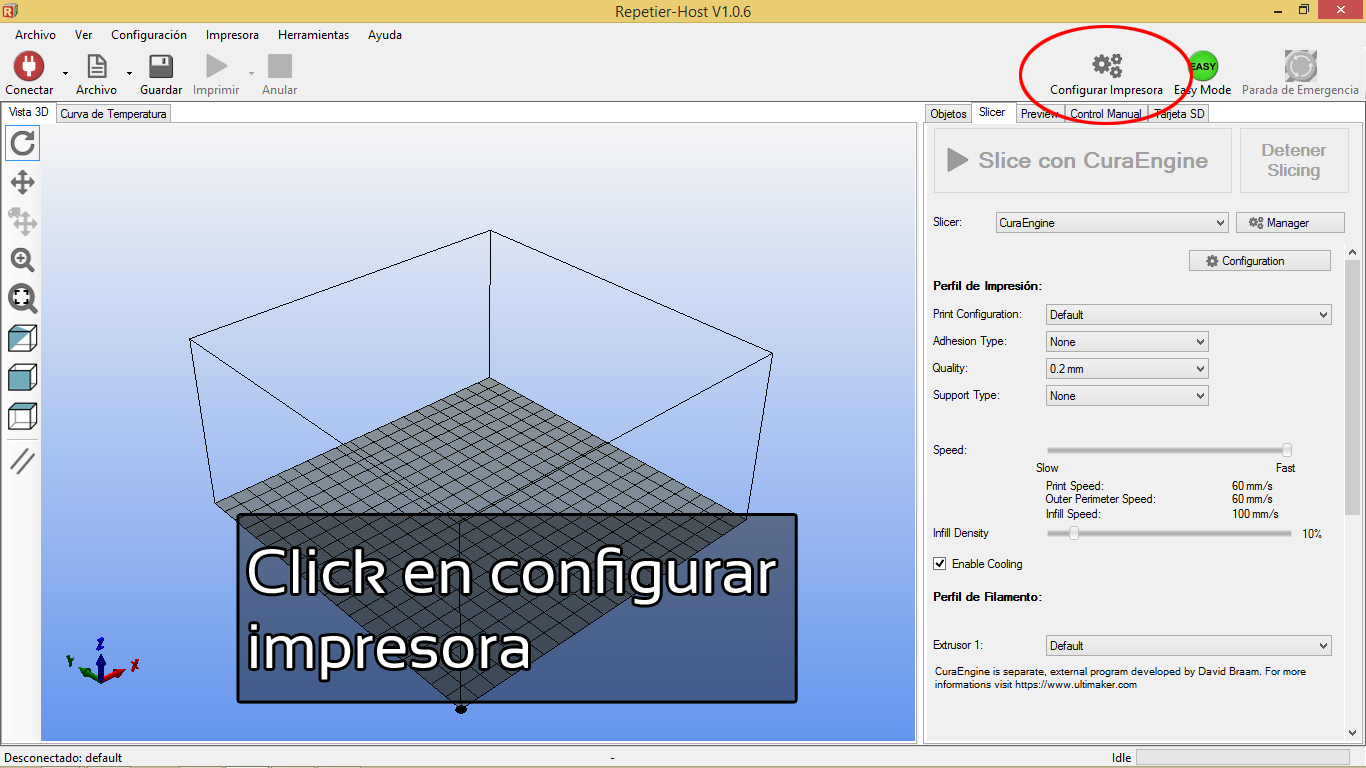 Repetier-Host V1.0.6
Archivo Ver Configuración Impresora Herramientas Ayuda
Conectar Archivo Guardar Imprimir Anular Configurar Impresora EASY Easy Mode Parada de Emergencia
Vista 3D Curva de Temperatura
Objetos Slicer Preview Control Manual Tarjeta SD
Slice con CuraEngine
Detener
Slicing
Slicer: CuraEngine Manager
Configuration
Perfil de Impresión:
Print Configuration: Default
Adhesion Type: None
Quality: 0.2 mm
Support Type: None
Speed:
Slow Fast
Print Speed: 60 mm/s
Outer Perimeter Speed: 60 mm/s
Infill Speed: 100 mm/s
Infill Density 10%
Enable Cooling
Perfil de Filamento:
Extrusor 1: Default
CuraEngine is separate, external program developed by David Braam. For more
informations visit https://www.ultimaker.com
Click en configurar
impresora
Z
Y X
Desconectado: default - Idle